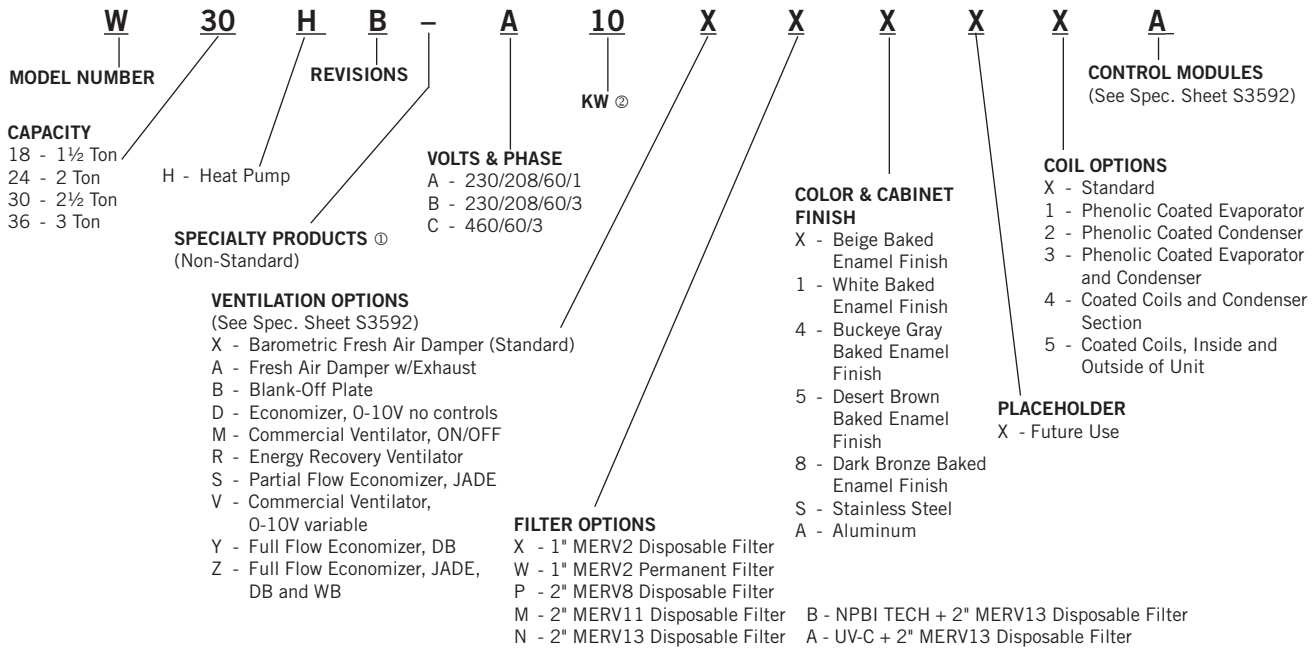 W 30 H B – A 10 X X X X X A
MODEL NUMBER
CAPACITY
18 - 1½ Ton
24 - 2 Ton
30 - 2½ Ton
36 - 3 Ton
H - Heat Pump
REVISIONS
SPECIALTY PRODUCTS ①
(Non-Standard)
VOLTS & PHASE
A - 230/208/60/1
B - 230/208/60/3
C - 460/60/3
KW ②
VENTILATION OPTIONS
(See Spec. Sheet S3592)
X - Barometric Fresh Air Damper (Standard)
A - Fresh Air Damper w/Exhaust
B - Blank-Off Plate
D - Economizer, 0-10V no controls
M - Commercial Ventilator, ON/OFF
R - Energy Recovery Ventilator
S - Partial Flow Economizer, JADE
V - Commercial Ventilator,
0-10V variable
Y - Full Flow Economizer, DB
Z - Full Flow Economizer, JADE,
DB and WB
FILTER OPTIONS
X - 1" MERV2 Disposable Filter
W - 1" MERV2 Permanent Filter
P - 2" MERV8 Disposable Filter
M - 2" MERV11 Disposable Filter
N - 2" MERV13 Disposable Filter
B - NPBI TECH + 2" MERV13 Disposable Filter
A - UV-C + 2" MERV13 Disposable Filter
COLOR & CABINET
FINISH
X - Beige Baked
Enamel Finish
1 - White Baked
Enamel Finish
4 - Buckeye Gray
Baked Enamel
Finish
5 - Desert Brown
Baked Enamel
Finish
8 - Dark Bronze Baked
Enamel Finish
S - Stainless Steel
A - Aluminum
PLACEHOLDER
X - Future Use
COIL OPTIONS
X - Standard
1 - Phenolic Coated Evaporator
2 - Phenolic Coated Condenser
3 - Phenolic Coated Evaporator
and Condenser
4 - Coated Coils and Condenser
Section
5 - Coated Coils, Inside and
Outside of Unit
CONTROL MODULES
(See Spec. Sheet S3592)